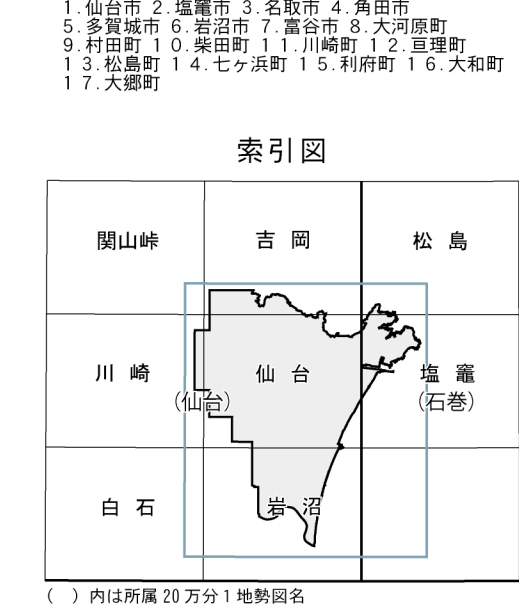 1.仙台市 2.塩竈市 3.名取市 4.角田市
5.多賀城市 6.岩沼市 7.富谷市 8.大河原町
9.村田町 10.柴田町 11.川崎町 12.亘理町
13.松島町 14.七ヶ浜町 15.利府町 16.大和町
17.大郷町
索引図
関山峠 吉岡 松島
川崎 仙台 塩竈
(仙台) (石巻)
白石 岩沼
( )内は所属20万分1地勢図名